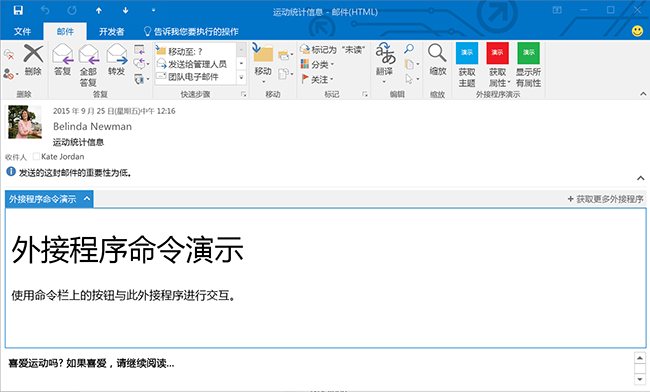 运动统计信息 - 邮件(HTML)
文件 邮件 开发者 告诉我您要执行的操作
删除 答复 全部答复 转发 移动至: ? 发送给管理人员 团队电子邮件 移动 标记为 "未读" 分类 关注 翻译 缩放 演示 获取主题 演示 获取属性 演示 显示所有属性
删除 答复 快速步骤 移动 标记 编辑 缩放 外接程序演示
2015 年 9 月 25 日(星期五)中午 12:16
Belinda Newman
运动统计信息
收件人 Kate Jordan
发送的这封邮件的重要性为低。
外接程序命令演示 + 获取更多外接程序
外接程序命令演示
使用命令栏上的按钮与此外接程序进行交互。
喜爱运动吗? 如果喜爱，请继续阅读...